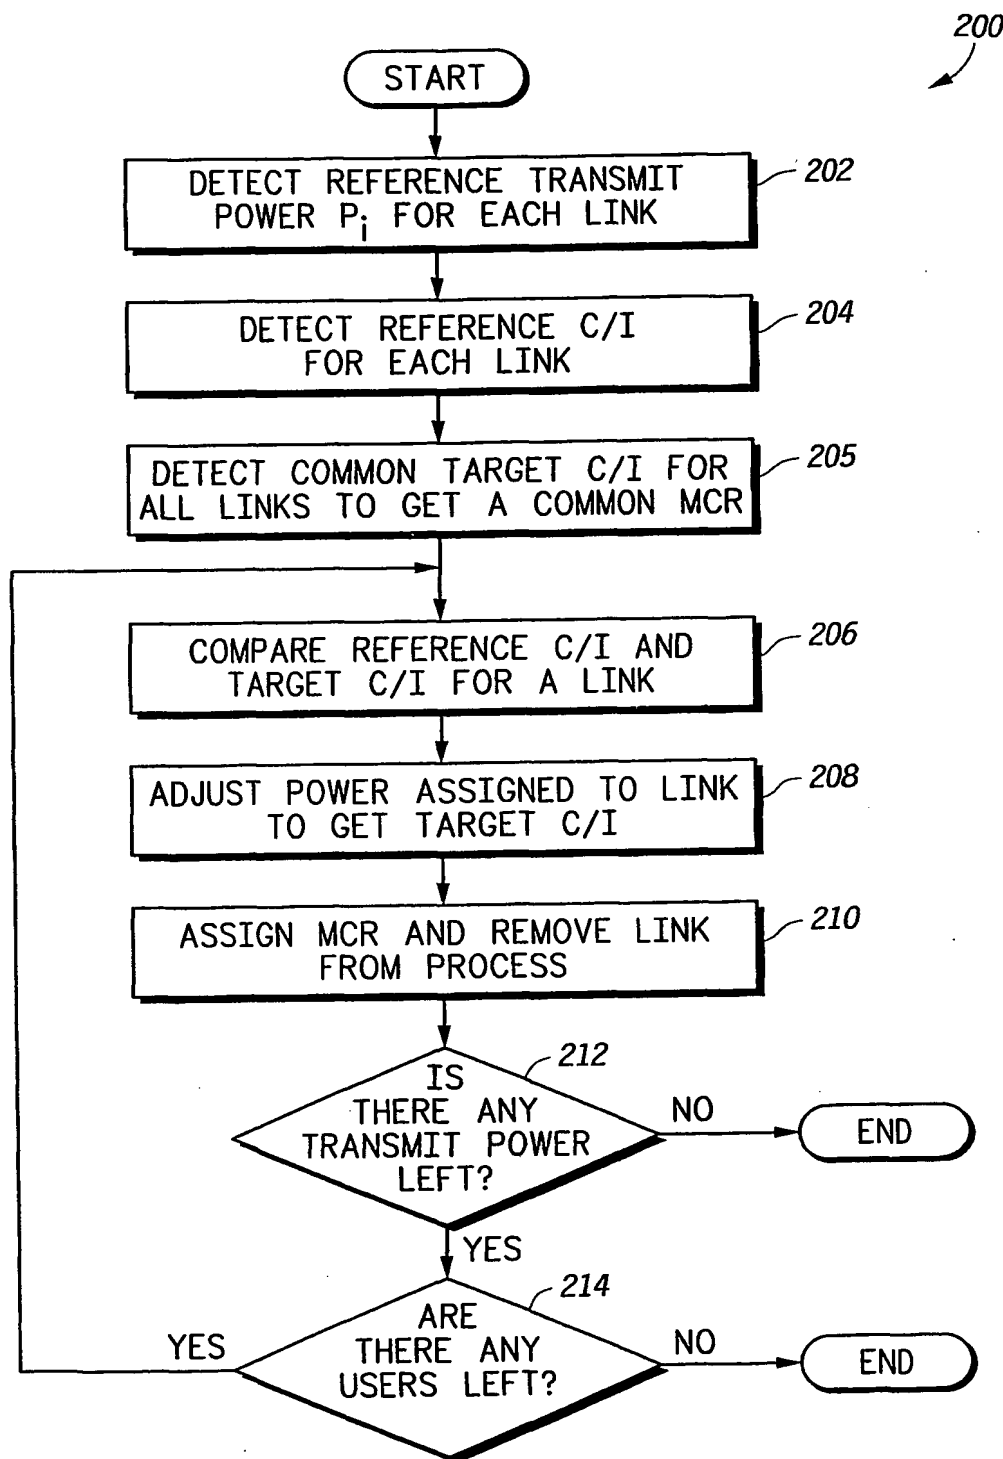 200
START
DETECT REFERENCE TRANSMIT
POWER Pi FOR EACH LINK
202
DETECT REFERENCE C/I
FOR EACH LINK
204
DETECT COMMON TARGET C/I FOR
ALL LINKS TO GET A COMMON MCR
205
COMPARE REFERENCE C/I AND
TARGET C/I FOR A LINK
206
ADJUST POWER ASSIGNED TO LINK
TO GET TARGET C/I
208
ASSIGN MCR AND REMOVE LINK
FROM PROCESS
210
IS
THERE ANY
TRANSMIT POWER
LEFT?
212
NO
END
YES
ARE
THERE ANY
USERS LEFT?
214
YES
NO
END